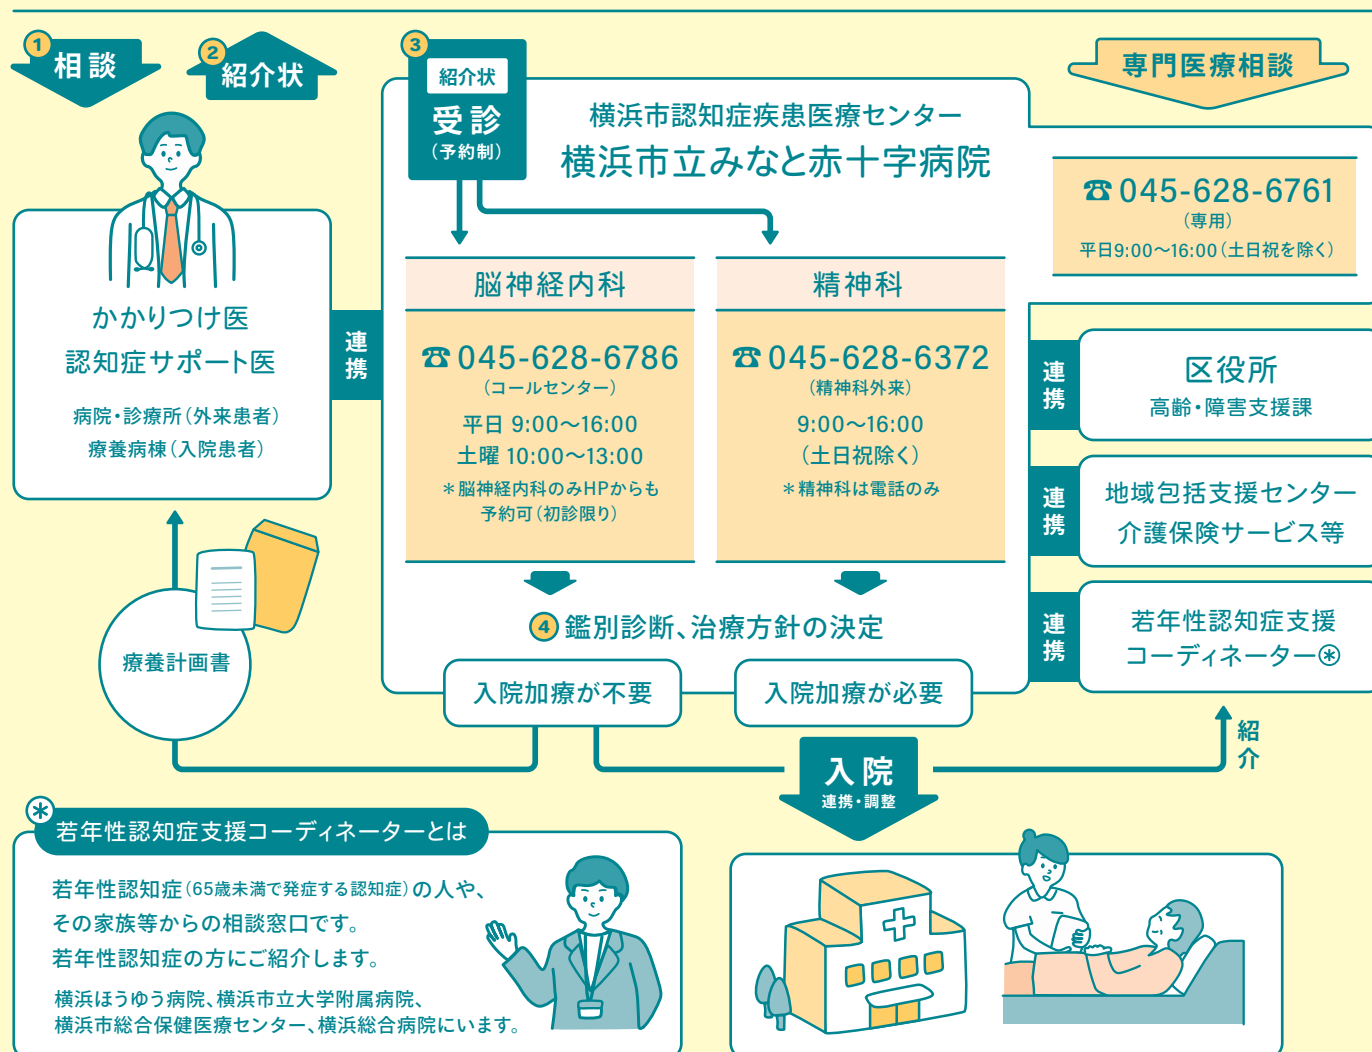 1 相談
2 紹介状
3 紹介状
受診
(予約制)
横浜市認知症疾患医療センター
横浜市立みなと赤十字病院
専門医療相談
☎045-628-6761
(専用)
平日9:00〜16:00(土日祝を除く)
かかりつけ医
認知症サポート医
病院・診療所(外来患者)
療養病棟(入院患者)
連携
脳神経内科
☎045-628-6786
(コールセンター)
平日 9:00〜16:00
土曜 10:00〜13:00
＊脳神経内科のみHPからも
予約可(初診限り)
精神科
☎045-628-6372
(精神科外来)
9:00〜16:00
(土日祝除く)
＊精神科は電話のみ
連携
区役所
高齢・障害支援課
連携
地域包括支援センター
介護保険サービス等
連携
若年性認知症支援
コーディネーター⊛
4 鑑別診断、治療方針の決定
入院加療が不要
入院加療が必要
療養計画書
入院
連携・調整
紹介
＊
若年性認知症支援コーディネーターとは
若年性認知症(65歳未満で発症する認知症)の人や、
その家族等からの相談窓口です。
若年性認知症の方にご紹介します。
横浜ほうゆう病院、横浜市立大学附属病院、
横浜市総合保健医療センター、横浜総合病院にいます。